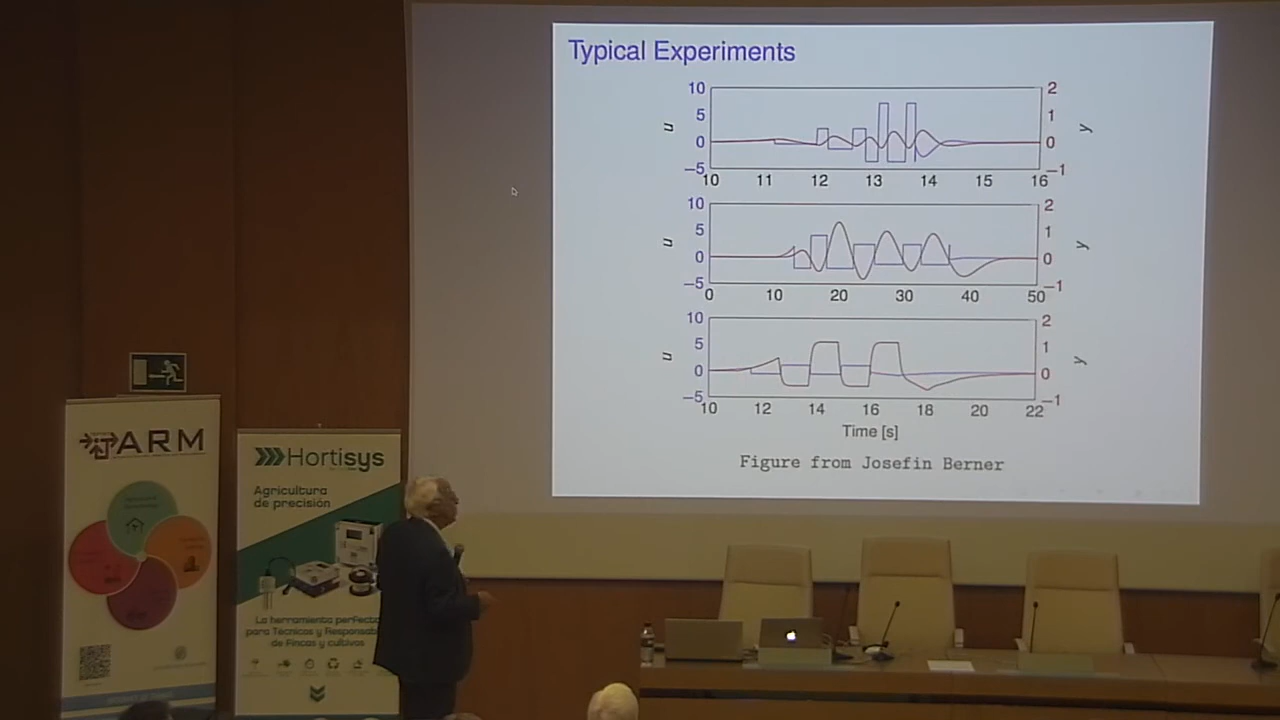 Typical Experiments
10
5
0
−5
u
2
1
0
−1
y
10 11 12 13 14 15 16
10
5
0
−5
u
2
1
0
−1
y
0 10 20 30 40 50
10
5
0
−5
u
2
1
0
−1
y
10 12 14 16 18 20 22
Time [s]
Figure from Josefin Berner
ARM
Hortisys
Agricultura
de precisión
La herramienta perfecta
para Técnicos y
de Fincas y cultivos